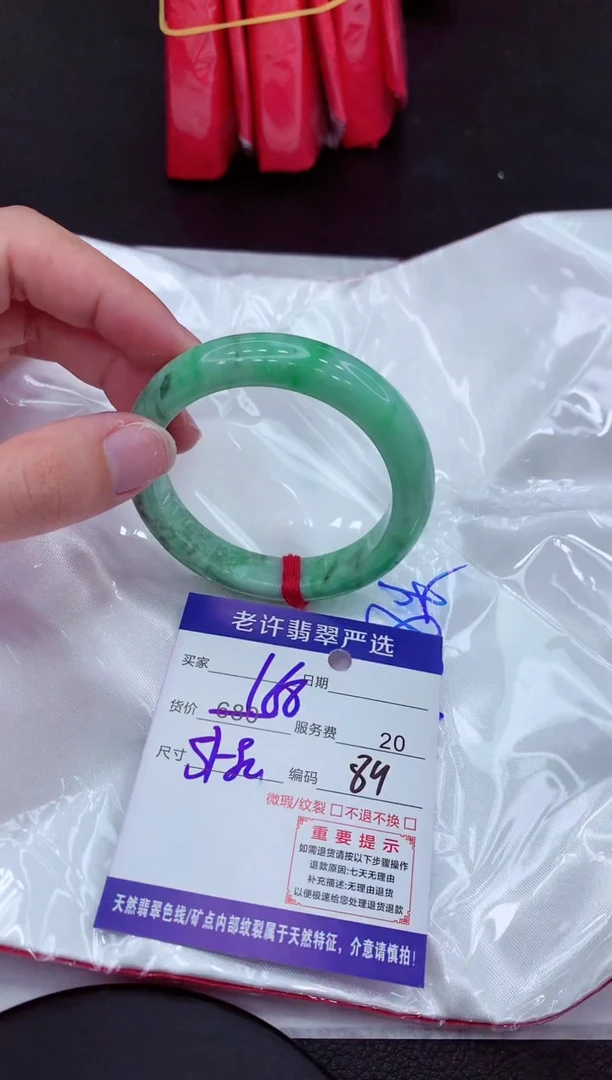 老许翡翠严选
买家
日期
168
货价 680
服务费 20
尺寸
编码 84
微瑕/纹裂 □ 不退不换 □
重要提示
如需退货请按以下步骤操作
退款原因:七天无理由
补充描述:无理由退货
以便极速给您处理退货退款
天然翡翠色线/矿点内部纹裂属于天然特征，介意请慎拍!